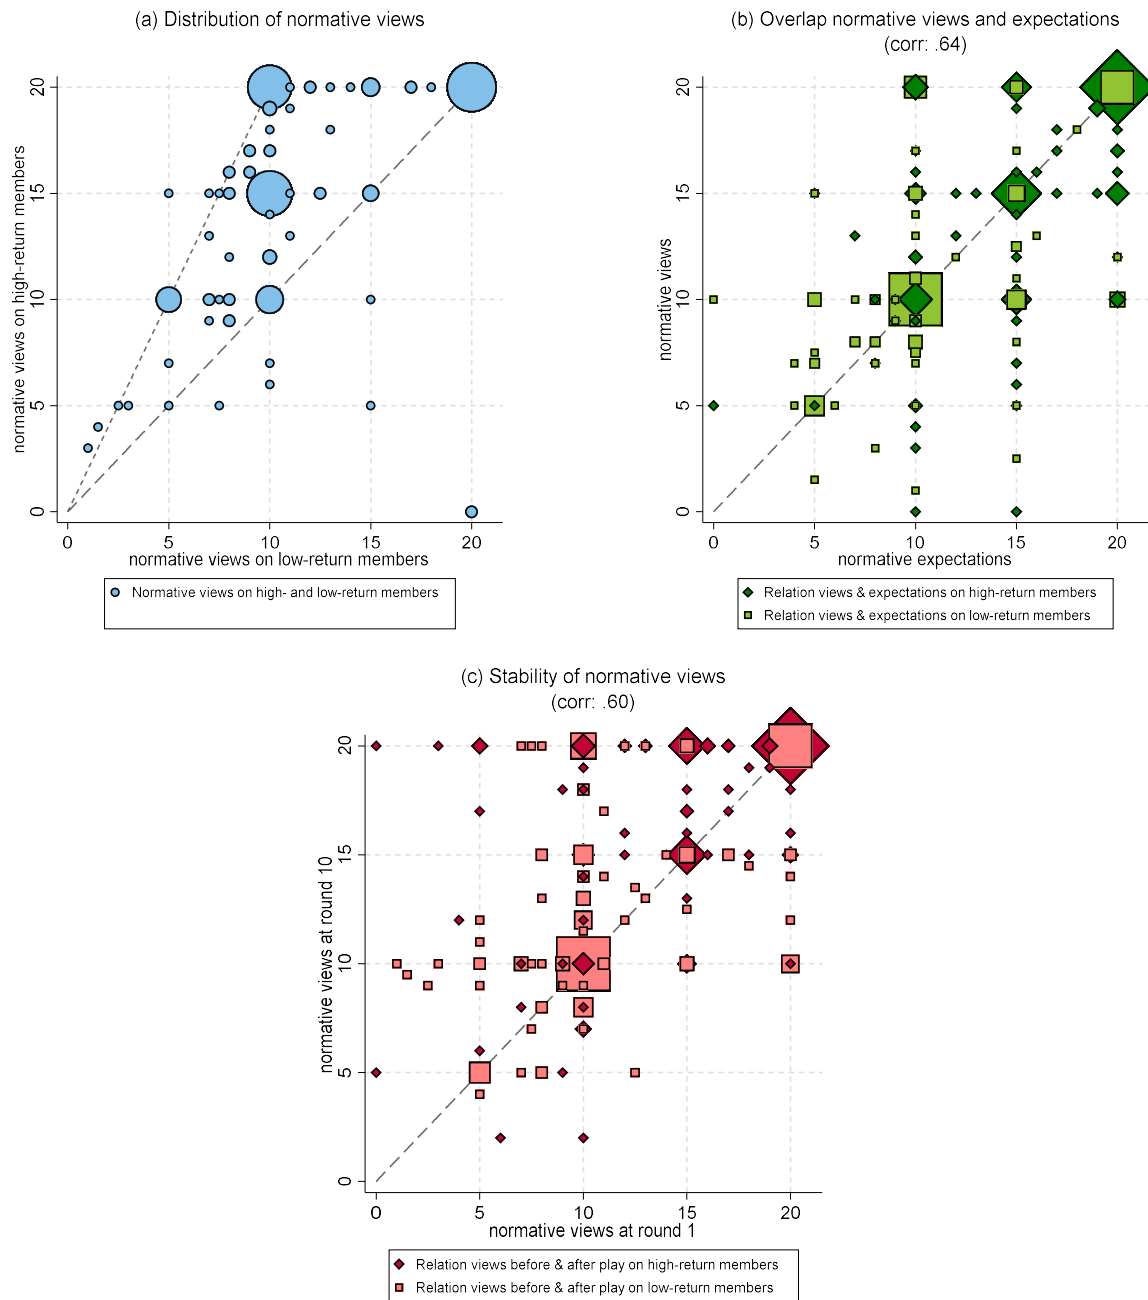 (a) Distribution of normative views
normative views on high-return members
20
15
10
5
0
0 5 10 15 20
normative views on low-return members
Normative views on high- and low-return members
(b) Overlap normative views and expectations
(corr: .64)
normative views
20
15
10
5
0
0 5 10 15 20
normative expectations
Relation views & expectations on high-return members
Relation views & expectations on low-return members
(c) Stability of normative views
(corr: .60)
normative views at round 10
20
15
10
5
0
0 5 10 15 20
normative views at round 1
Relation views before & after play on high-return members
Relation views before & after play on low-return members